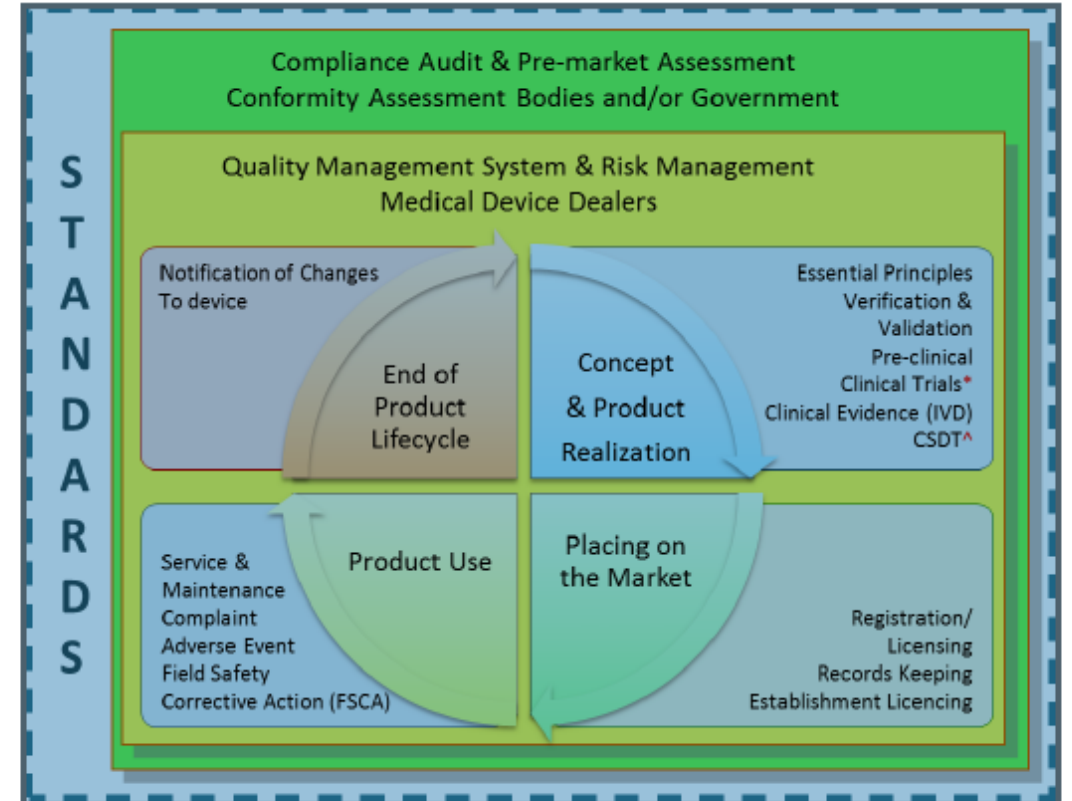 Compliance Audit & Pre-market Assessment
Conformity Assessment Bodies and/or Government
STANDARDS
Quality Management System & Risk Management
Medical Device Dealers
Notification of Changes
To device
End of
Product
Lifecycle
Concept
& Product
Realization
Essential Principles
Verification &
Validation
Pre-clinical
Clinical Trials*
Clinical Evidence (IVD)
CSDT^
Service &
Maintenance
Complaint
Adverse Event
Field Safety
Corrective Action (FSCA)
Product Use
Placing on
the Market
Registration/
Licensing
Records Keeping
Establishment Licencing